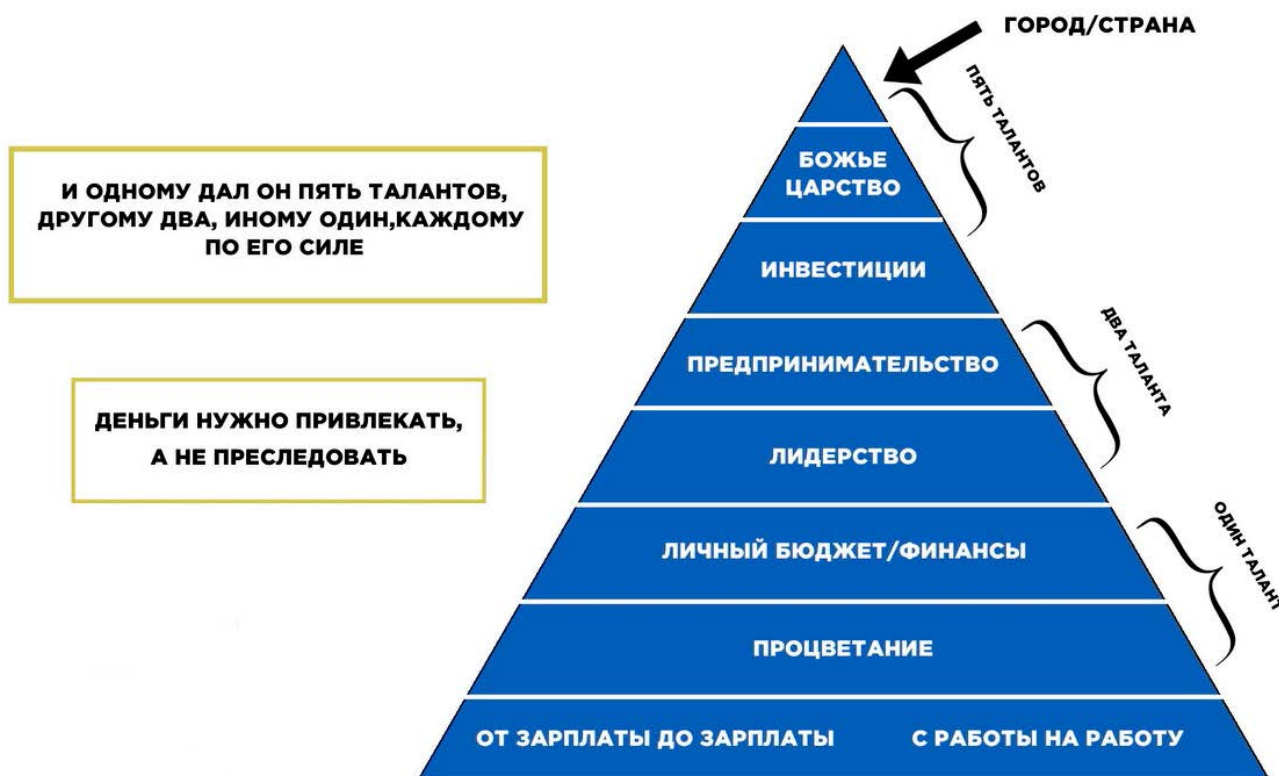 ГОРОД/СТРАНА
ПЯТЬ ТАЛАНТОВ
И ОДНОМУ ДАЛ ОН ПЯТЬ ТАЛАНТОВ,
ДРУГОМУ ДВА, ИНОМУ ОДИН,КАЖДОМУ
ПО ЕГО СИЛЕ
БОЖЬЕ
ЦАРСТВО
ИНВЕСТИЦИИ
ДВА ТАЛАНТА
ПРЕДПРИНИМАТЕЛЬСТВО
ДЕНЬГИ НУЖНО ПРИВЛЕКАТЬ,
А НЕ ПРЕСЛЕДОВАТЬ
ЛИДЕРСТВО
ОДИН ТАЛАНТ
ЛИЧНЫЙ БЮДЖЕТ/ФИНАНСЫ
ПРОЦВЕТАНИЕ
ОТ ЗАРПЛАТЫ ДО ЗАРПЛАТЫ
С РАБОТЫ НА РАБОТУ